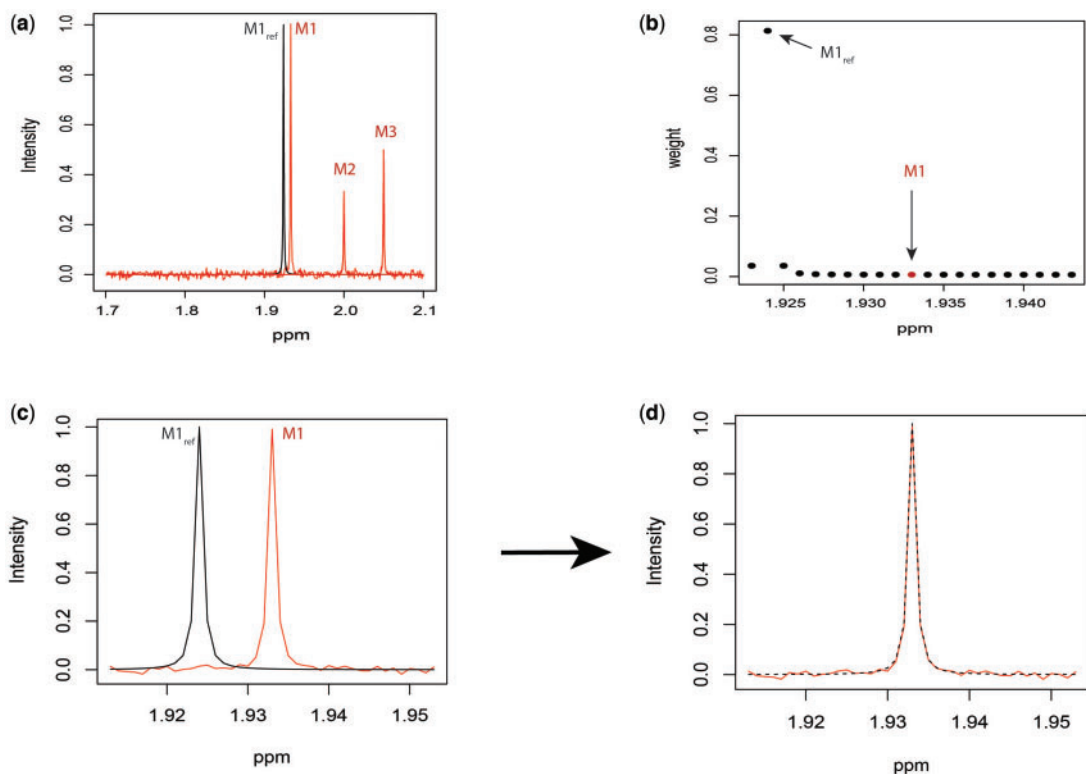 (a)
M1ref M1
M3
M2
Intensity
0.0 0.2 0.4 0.6 0.8 1.0
1.7 1.8 1.9 2.0 2.1
ppm
(b)
M1ref
M1
weight
0.0 0.2 0.4 0.6 0.8
1.925 1.930 1.935 1.940
ppm
(c)
M1ref M1
Intensity
0.0 0.2 0.4 0.6 0.8 1.0
1.92 1.93 1.94 1.95
ppm
(d)
Intensity
0.0 0.2 0.4 0.6 0.8 1.0
1.92 1.93 1.94 1.95
ppm